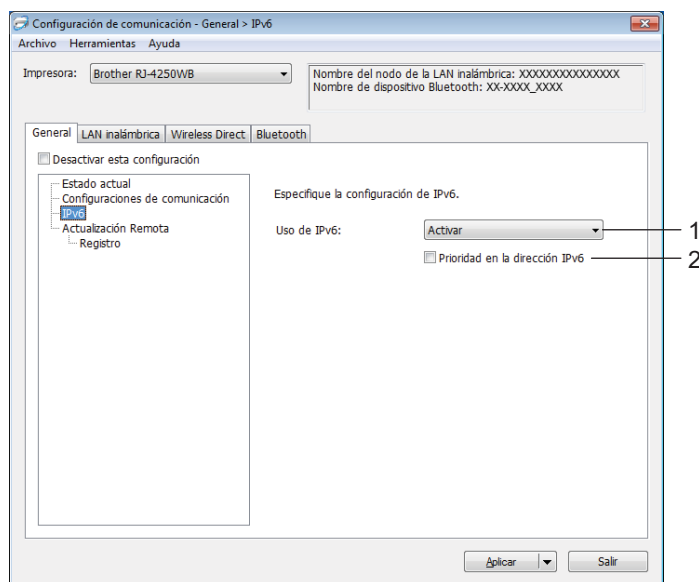 Configuración de comunicación - General > IPv6
Archivo Herramientas Ayuda
Impresora: Brother RJ-4250WB
Nombre del nodo de la LAN inalámbrica: XXXXXXXXXXXXXXX
Nombre de dispositivo Bluetooth: XX-XXXX_XXXX
General LAN inalámbrica Wireless Direct Bluetooth
Desactivar esta configuración
Estado actual
Configuraciones de comunicación
IPv6
Actualización Remota
Registro
Especifique la configuración de IPv6.
Uso de IPv6: Activar 1
Prioridad en la dirección IPv6 2
Aplicar Salir